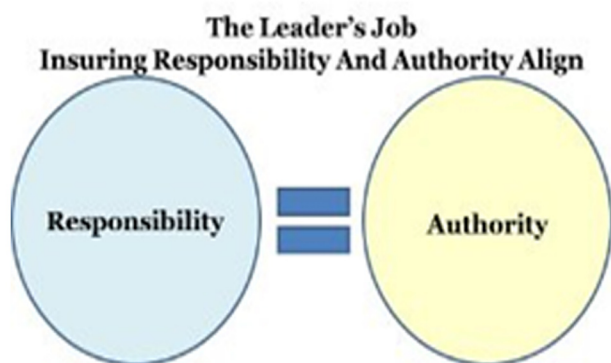 The Leader's Job
Insuring Responsibility And Authority Align
Responsibility
Authority